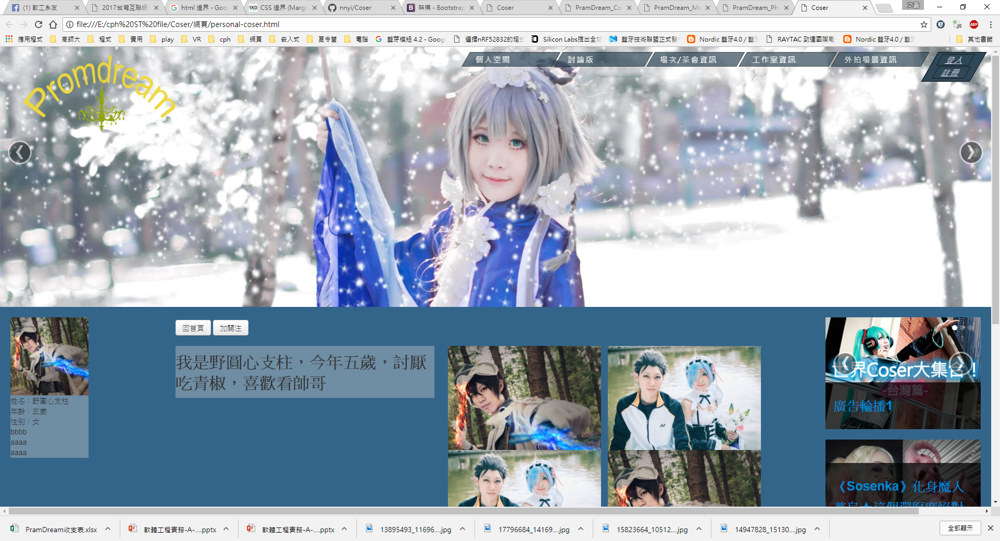 (1) 軟工系友
2017台灣互聯網
html 邊界 - Goo
1KD CSS 邊界 (Margi
nnyi/Coser
B 架構 - Bootstrap
Coser
PramDream_Co
PramDream_Me
PramDream_Ph
Coser
文義
file:///E:/cph%20ST%20file/Coser/網頁/personal-coser.html
應用程式
高師大
程式
實用
play
VR
cph
網頁
嵌入式
夏令營
電腦
藍芽模組 4.2 - Goog
選擇nRF52832的理由
Silicon Labs推出全球
藍牙技術聯盟正式發
Nordic 藍牙4.0 / 藍牙
RAYTAC 勁達國際電
Nordic 藍牙4.0 / 藍牙
其他書籤
Promdream
個人空間
討論版
場次/茶會資訊
工作室資訊
外拍場景資訊
登入
註冊
回首頁
加關注
我是野圓心支柱，今年五歲，討厭
吃青椒，喜歡看帥哥
姓名：野圓心支柱
年齡：五歲
性別：女
bbbb
aaaa
aaaa
世界Coser大集合！
-台灣篇-
廣告輪播1
《Sosenka》化身魔人
PramDream收支表.xlsx
軟體工程實務-A-....pptx
軟體工程實務-A-....pptx
13895493_11696....jpg
17796684_14169....jpg
15823664_10512....jpg
14947828_15130....jpg
全部顯示